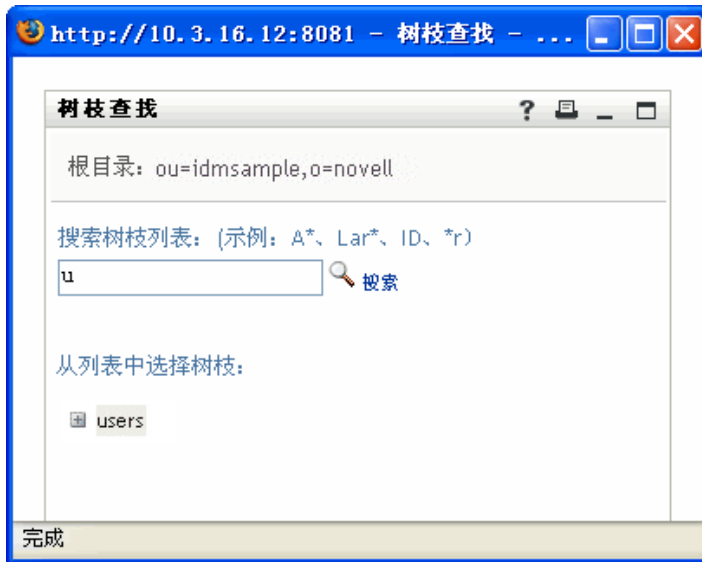 http://10.3.16.12:8081 - 树枝查找 - ...
树枝查找
根目录: ou=idmsample,o=novell
搜索树枝列表: (示例: A*、Lar*、ID、*r)
u
搜索
从列表中选择树枝:
users
完成